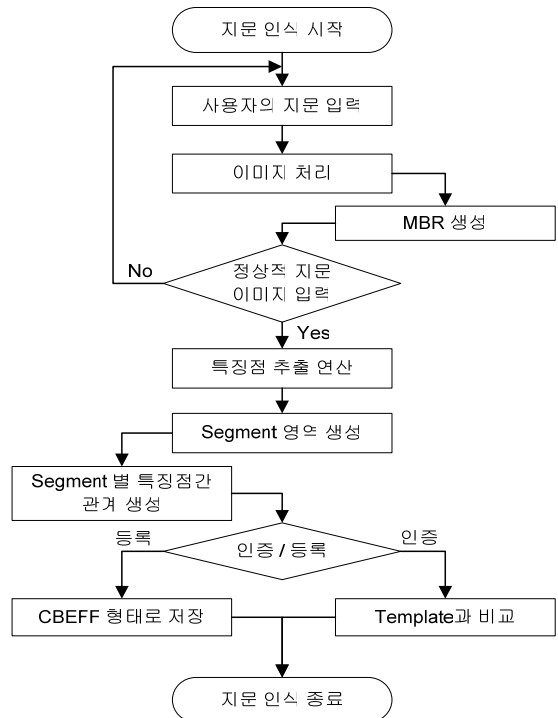 지문 인식 시작
사용자의 지문 입력
이미지 처리
MBR 생성
No
정상적 지문
이미지 입력
Yes
특징점 추출 연산
Segment 영역 생성
Segment 별 특징점간
관계 생성
등록
인증 / 등록
인증
CBEFF 형태로 저장
Template과 비교
지문 인식 종료